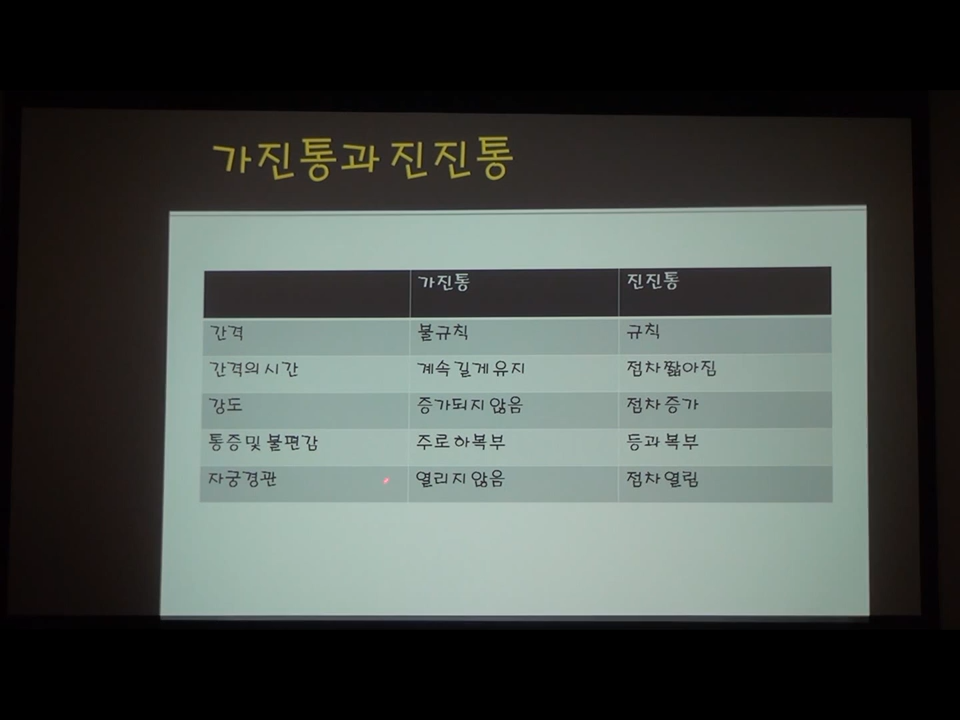 가진통과 진진통
가진통 진진통
간격 불규칙 규칙
간격의 시간 계속 길게 유지 점차 짧아짐
강도 증가되지 않음 점차 증가
통증 및 불편감 주로 하복부 등과 복부
자궁경관 열리지 않음 점차 열림